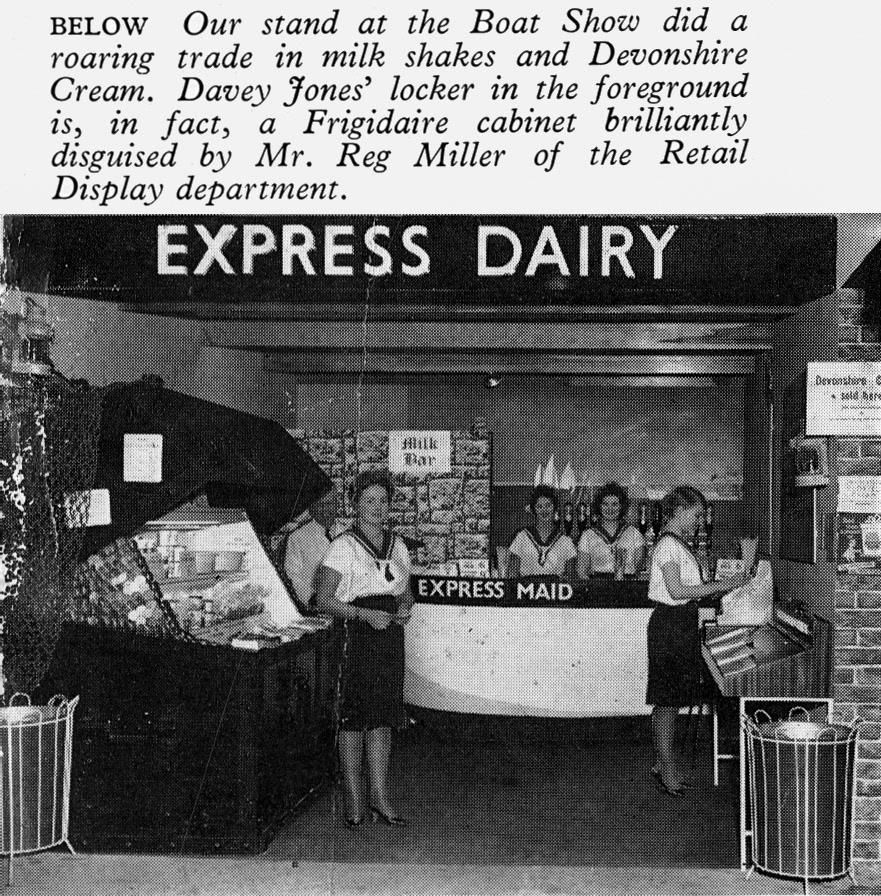 BELOW Our stand at the Boat Show did a
roaring trade in milk shakes and Devonshire
Cream. Davey Jones' locker in the foreground
is, in fact, a Frigidaire cabinet brilliantly
disguised by Mr. Reg Miller of the Retail
Display department.
EXPRESS DAIRY
Devonshire C
sold here
Milk
Bar
EXPRESS MAID